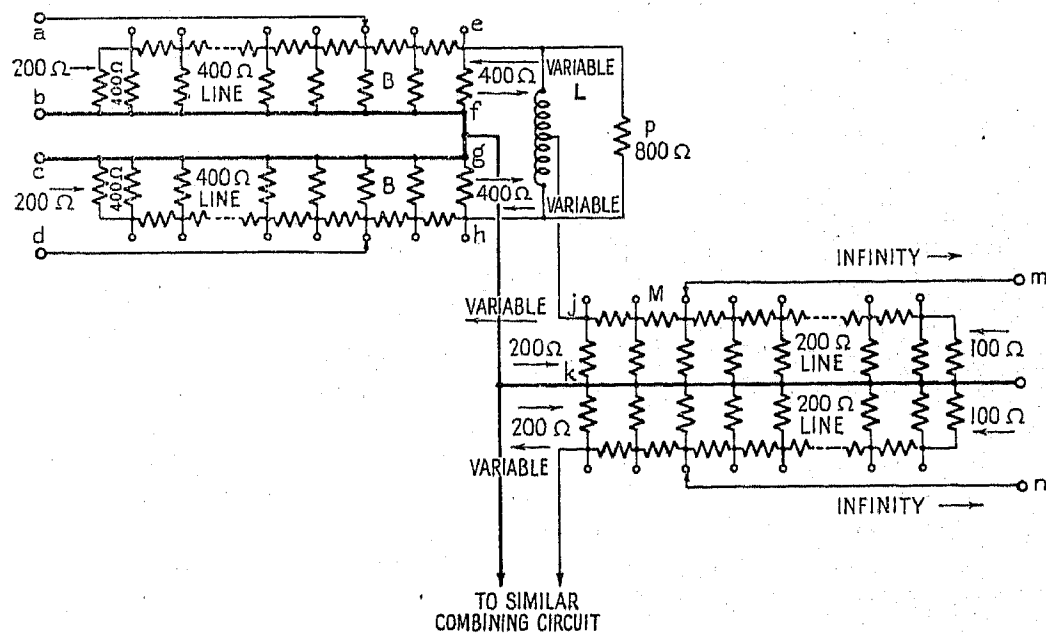 a
e
200 Ω
400 Ω
400 Ω
LINE
B
400 Ω
VARIABLE
L
b
f
P
800 Ω
c
g
200 Ω
400 Ω
400 Ω
LINE
B
400 Ω
VARIABLE
d
h
INFINITY
m
VARIABLE
j
M
200 Ω
200 Ω
LINE
100 Ω
k
200 Ω
200 Ω
LINE
100 Ω
VARIABLE
n
INFINITY
TO SIMILAR
COMBINING CIRCUIT